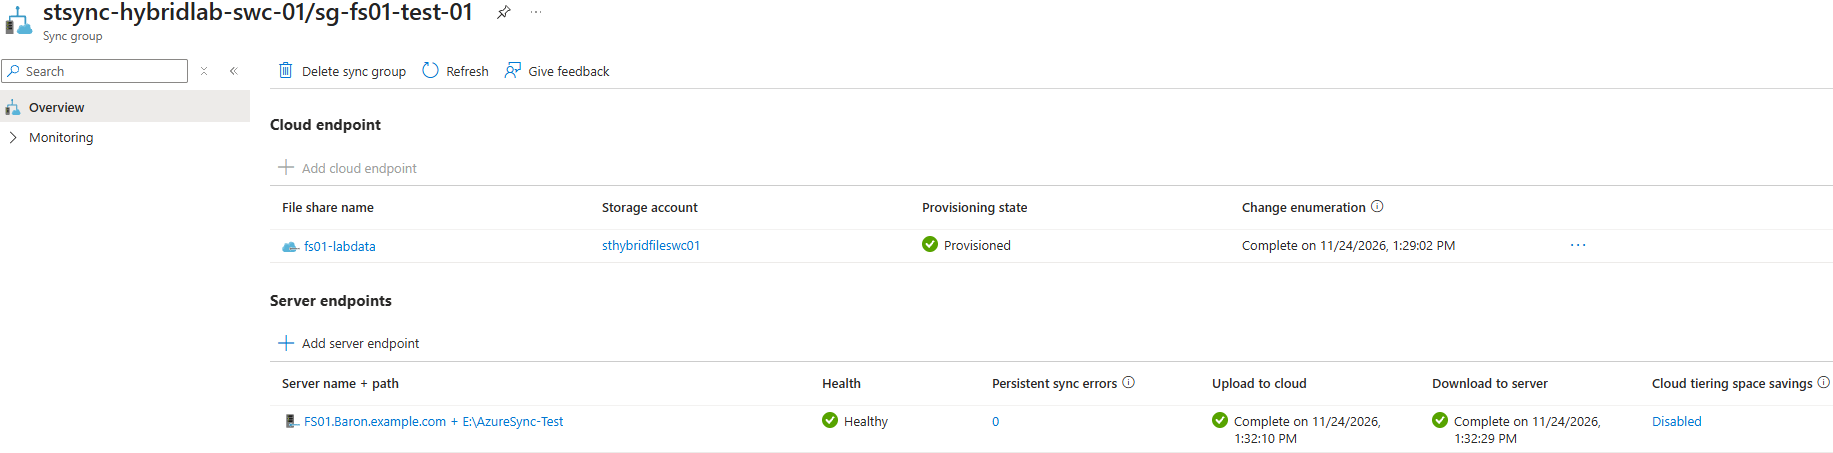 stsync-hybridlab-swc-01/sg-fs01-test-01
Sync group
Search
Delete sync group
Refresh
Give feedback
Overview
Monitoring
Cloud endpoint
Add cloud endpoint
File share name Storage account Provisioning state Change enumeration
fs01-labdata sthybridfileswc01 Provisioned Complete on 11/24/2026, 1:29:02 PM
Server endpoints
Add server endpoint
Server name + path Health Persistent sync errors Upload to cloud Download to server Cloud tiering space savings
FS01.Baron.example.com + E:\AzureSync-Test Healthy 0 Complete on 11/24/2026, Complete on 11/24/2026, Disabled
1:32:10 PM 1:32:29 PM